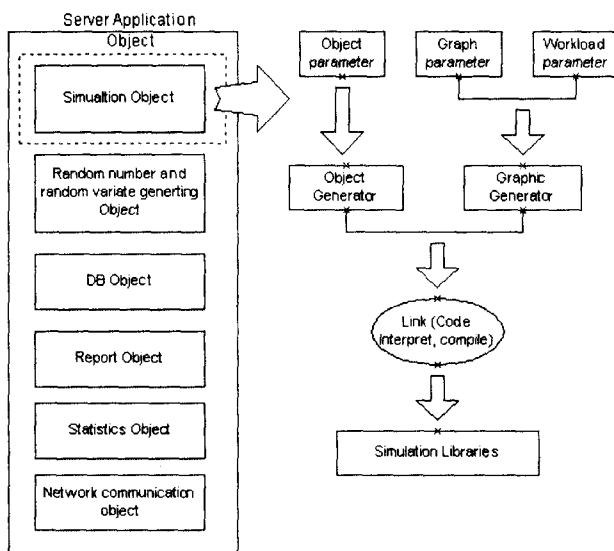 Server Application
Object
Simualtion Object
Random number and
random variate generting
Object
DB Object
Report Object
Statistics Object
Network communication
object
Object
parameter
Graph
parameter
Workload
parameter
Object
Generator
Graphic
Generator
Link (Code
interpret, compile)
Simulation Libraries